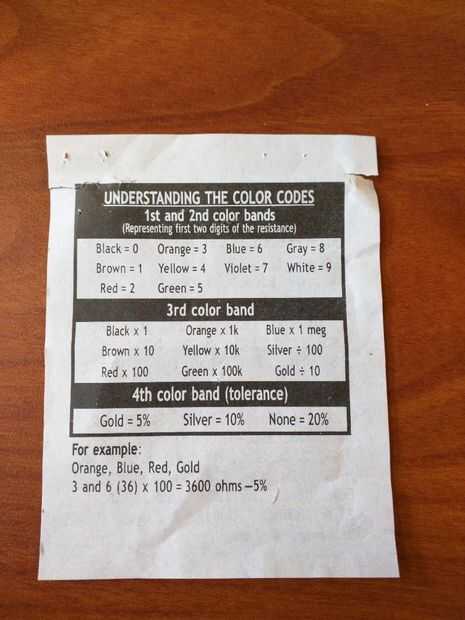 UNDERSTANDING THE COLOR CODES
1st and 2nd color bands
(Representing first two digits of the resistance)
Black = 0 Orange = 3 Blue = 6 Gray = 8
Brown = 1 Yellow = 4 Violet = 7 White = 9
Red = 2 Green = 5
3rd color band
Black x 1 Orange x 1k Blue x 1 meg
Brown x 10 Yellow x 10k Silver ÷ 100
Red x 100 Green x 100k Gold ÷ 10
4th color band (tolerance)
Gold = 5% Silver = 10% None = 20%
For example:
Orange, Blue, Red, Gold
3 and 6 (36) x 100 = 3600 ohms –5%